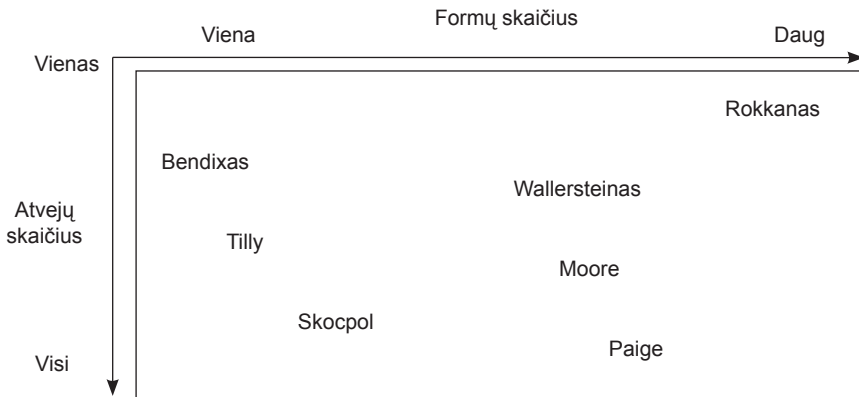 Formų skaičius
Viena
Daug
Vienas
Rokkanas
Bendixas
Wallersteinas
Atvejų
skaičius
Tilly
Moore
Skocpol
Paige
Visi